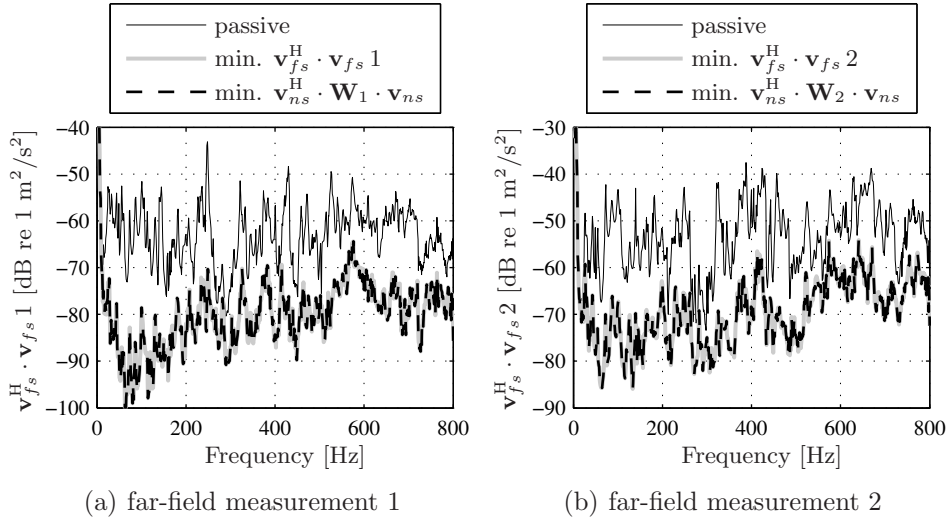 passive
min. v_fs^H · v_fs 1
min. v_ns^H · W_1 · v_ns
v_fs^H · v_fs 1 [dB re 1 m²/s²]
−40
−50
−60
−70
−80
−90
−100
0 200 400 600 800
Frequency [Hz]
(a) far-field measurement 1
passive
min. v_fs^H · v_fs 2
min. v_ns^H · W_2 · v_ns
v_fs^H · v_fs 2 [dB re 1 m²/s²]
−30
−40
−50
−60
−70
−80
−90
0 200 400 600 800
Frequency [Hz]
(b) far-field measurement 2